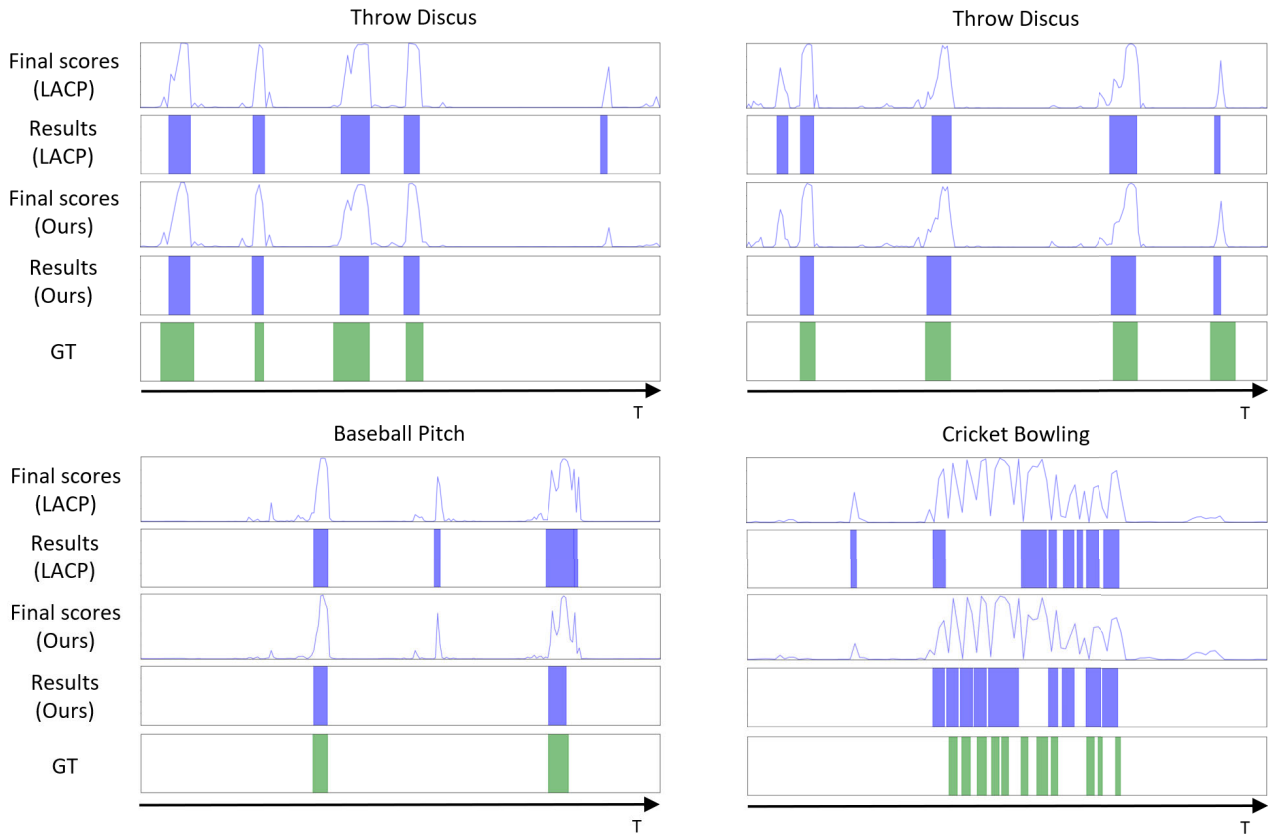 Throw Discus
Throw Discus
Final scores
(LACP)
Results
(LACP)
Final scores
(Ours)
Results
(Ours)
GT
T
T
Baseball Pitch
Cricket Bowling
Final scores
(LACP)
Results
(LACP)
Final scores
(Ours)
Results
(Ours)
GT
T
T